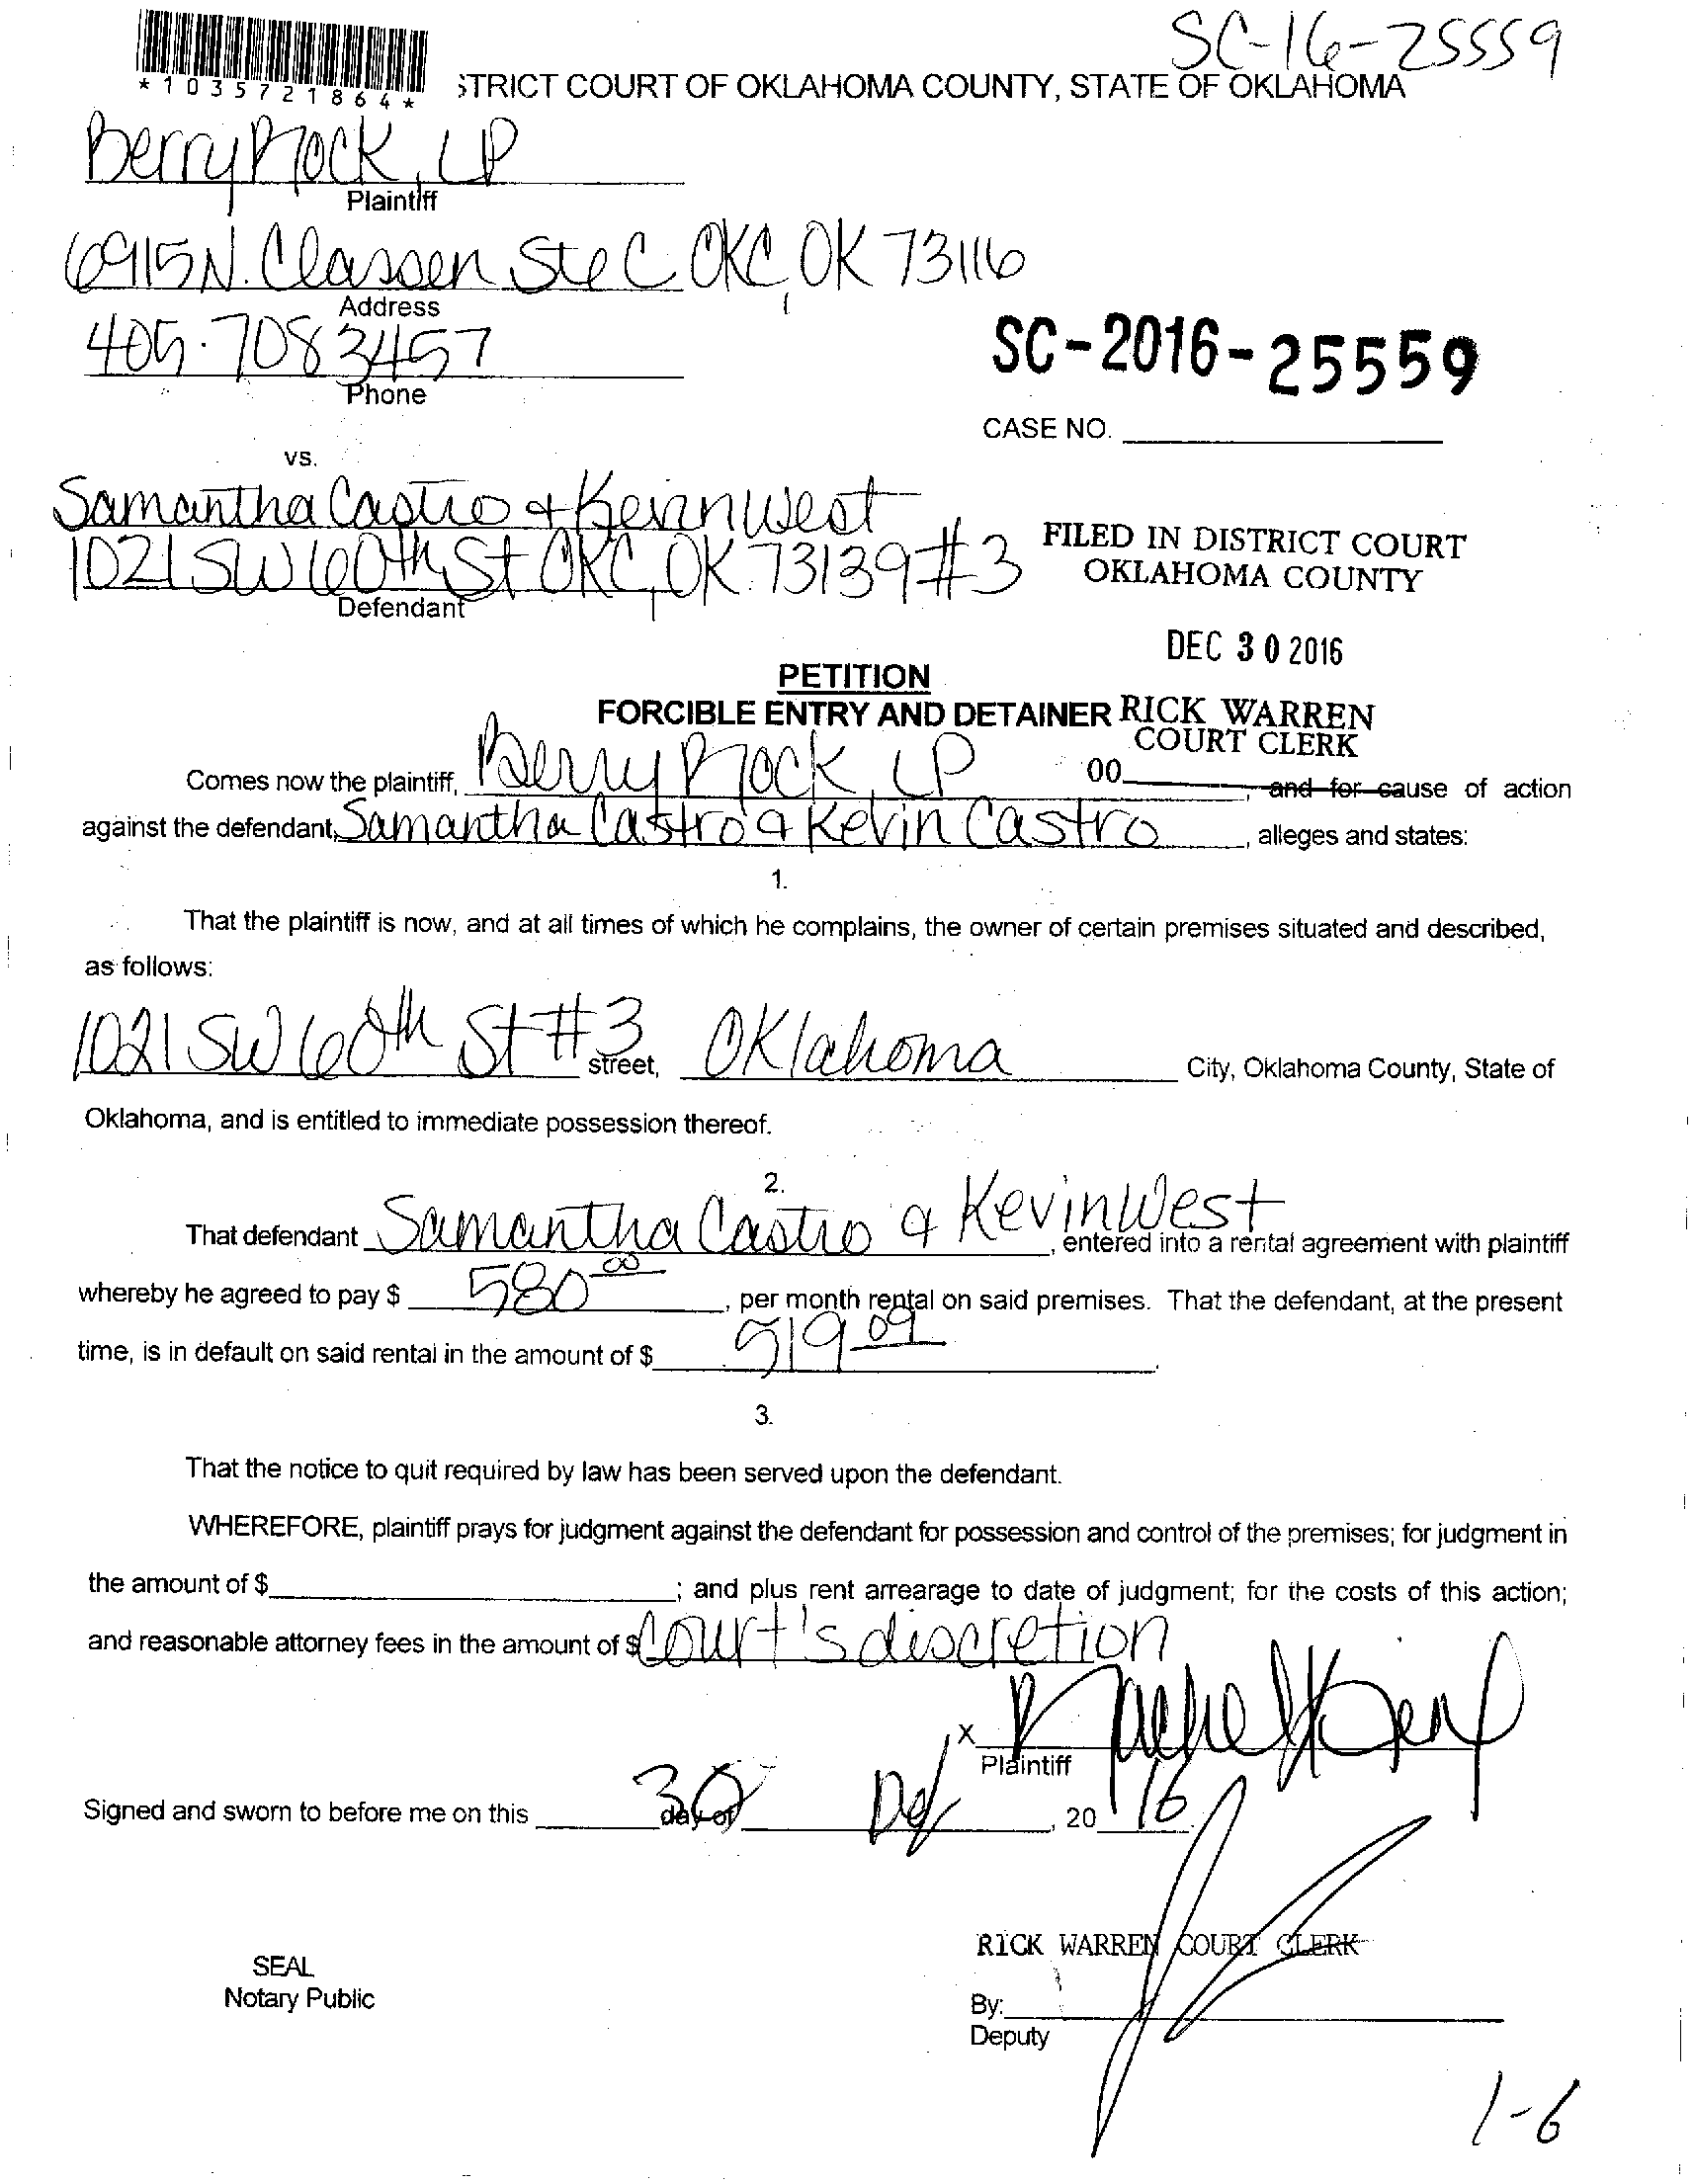 SC-16-25559
*1035721864*
STRICT COURT OF OKLAHOMA COUNTY, STATE OF OKLAHOMA
Berry Rock, LP
Plaintiff
6915 N. Classen Ste C OKC, OK 73116
Address
405-708 3457
Phone
SC-2016-25559
CASE NO.
vs.
Samantha Castro & Kevin West
1021 SW 60th St OKC, OK 73139 #3
Defendant
FILED IN DISTRICT COURT
OKLAHOMA COUNTY
DEC 30 2016
PETITION
FORCIBLE ENTRY AND DETAINER
RICK WARREN
COURT CLERK
00
Comes now the plaintiff, Berry Rock, LP, and for cause of action
against the defendant, Samantha Castro & Kevin Castro, alleges and states:
1.
That the plaintiff is now, and at all times of which he complains, the owner of certain premises situated and described,
as follows:
1021 SW 60th St #3 street, Oklahoma City, Oklahoma County, State of
Oklahoma, and is entitled to immediate possession thereof.
2.
That defendant Samantha Castro & Kevin West, entered into a rental agreement with plaintiff
whereby he agreed to pay $ 580 00, per month rental on said premises. That the defendant, at the present
time, is in default on said rental in the amount of $ 519 09.
3.
That the notice to quit required by law has been served upon the defendant.
WHEREFORE, plaintiff prays for judgment against the defendant for possession and control of the premises; for judgment in
the amount of $ ; and plus rent arrearage to date of judgment; for the costs of this action;
and reasonable attorney fees in the amount of $ Court's discretion
X
Plaintiff
Signed and sworn to before me on this 30 day of Dec, 20 16.
RICK WARREN COURT CLERK
SEAL
Notary Public
By:
Deputy
1-6